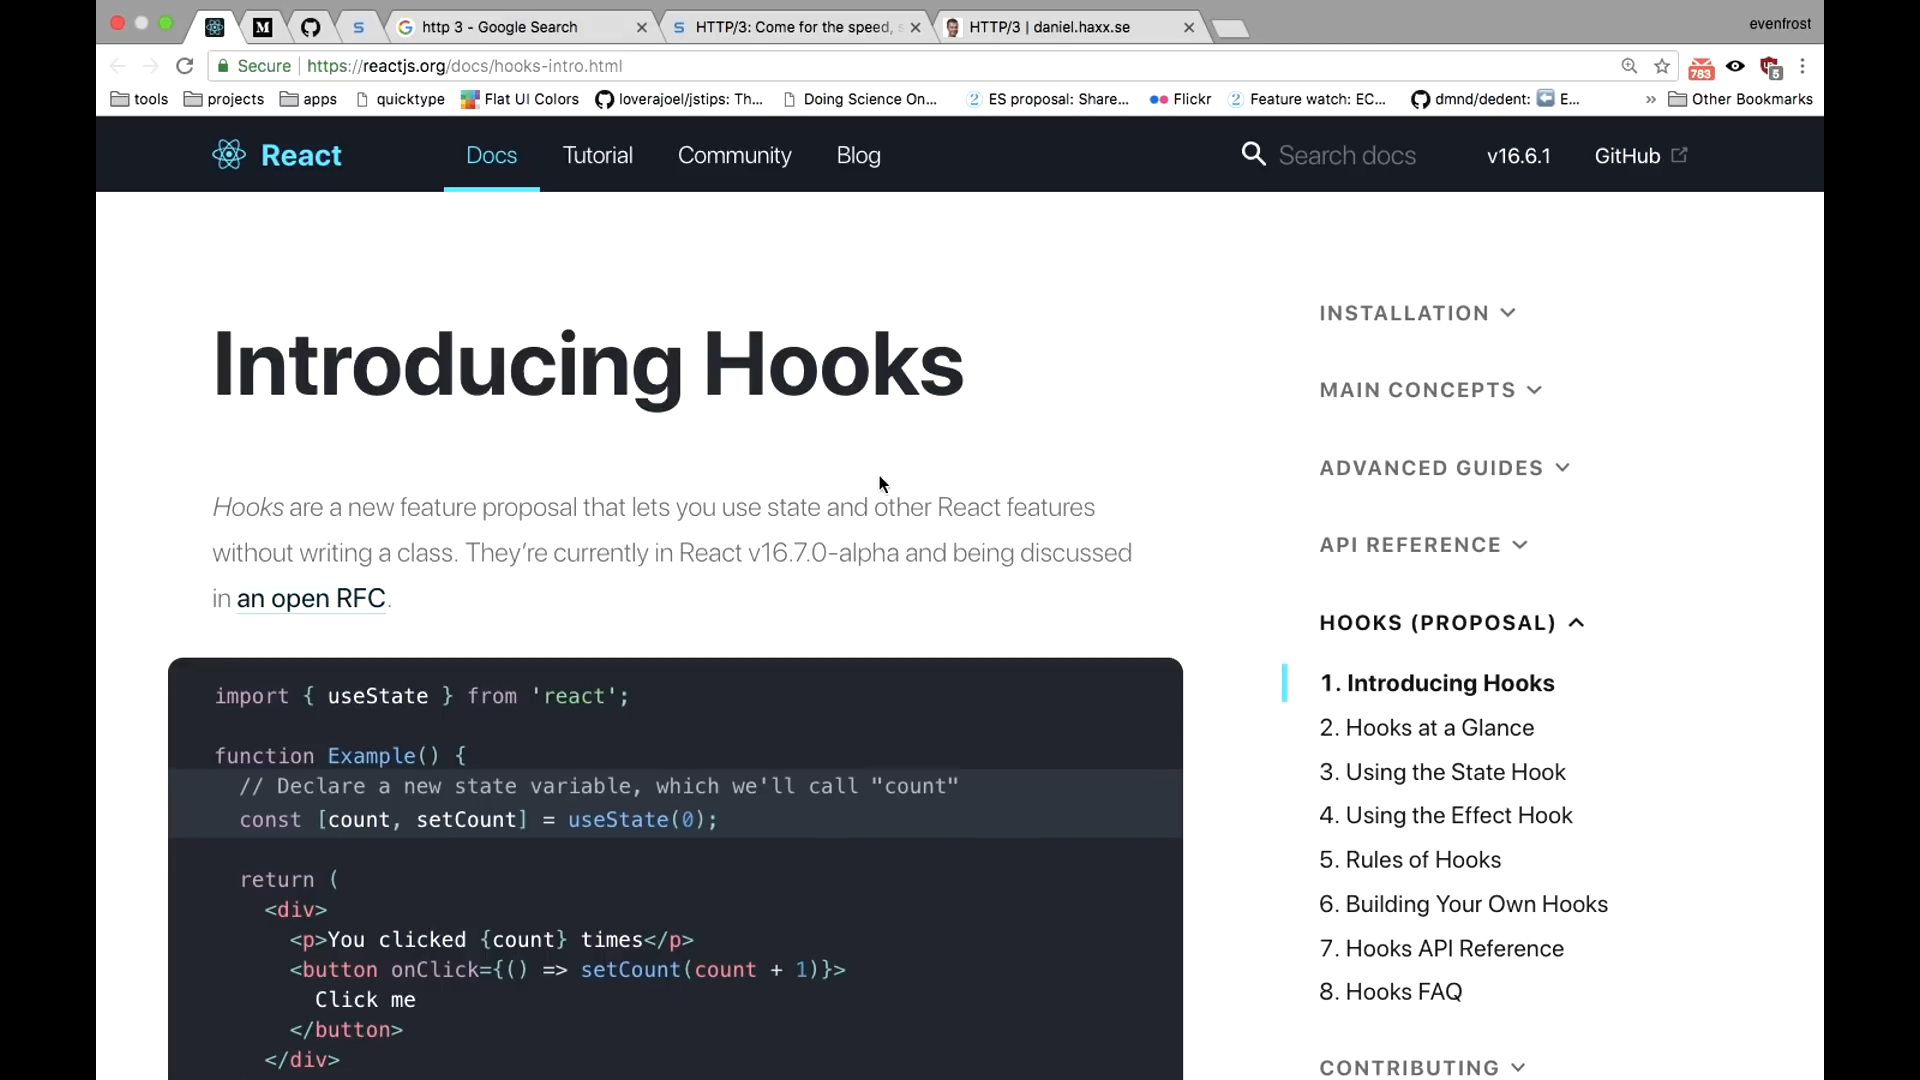 http 3 - Google Search
HTTP/3: Come for the speed,
HTTP/3 | daniel.haxx.se
evenfrost
Secure
https://reactjs.org/docs/hooks-intro.html
783
5
tools
projects
apps
quicktype
Flat UI Colors
loverajoel/jstips: Th...
Doing Science On...
2 ES proposal: Share...
Flickr
2 Feature watch: EC...
dmnd/dedent: ⬅️ E...
»
Other Bookmarks
React
Docs
Tutorial
Community
Blog
Search docs
v16.6.1
GitHub
Introducing Hooks
Hooks are a new feature proposal that lets you use state and other React features
without writing a class. They’re currently in React v16.7.0-alpha and being discussed
in an open RFC.
import { useState } from 'react';
function Example() {
// Declare a new state variable, which we'll call "count"
const [count, setCount] = useState(0);
return (
<div>
<p>You clicked {count} times</p>
<button onClick={() => setCount(count + 1)}>
Click me
</button>
</div>
INSTALLATION
MAIN CONCEPTS
ADVANCED GUIDES
API REFERENCE
HOOKS (PROPOSAL)
1. Introducing Hooks
2. Hooks at a Glance
3. Using the State Hook
4. Using the Effect Hook
5. Rules of Hooks
6. Building Your Own Hooks
7. Hooks API Reference
8. Hooks FAQ
CONTRIBUTING